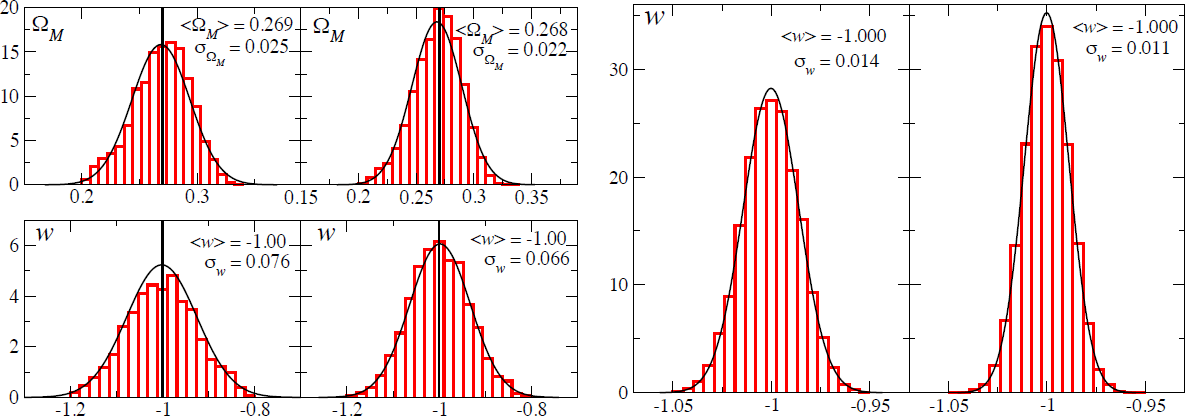 20
15
10
5
0
Ω_M
<Ω_M> = 0.269
σ_Ω_M = 0.025
Ω_M
<Ω_M> = 0.268
σ_Ω_M = 0.022
0.2 0.3 0.15 0.2 0.25 0.3 0.35
6
4
2
0
w
<w> = -1.00
σ_w = 0.076
w
<w> = -1.00
σ_w = 0.066
-1.2 -1 -0.8 -1.2 -1 -0.8
30
20
10
0
w
<w> = -1.000
σ_w = 0.014
<w> = -1.000
σ_w = 0.011
-1.05 -1 -0.95 -1.05 -1 -0.95